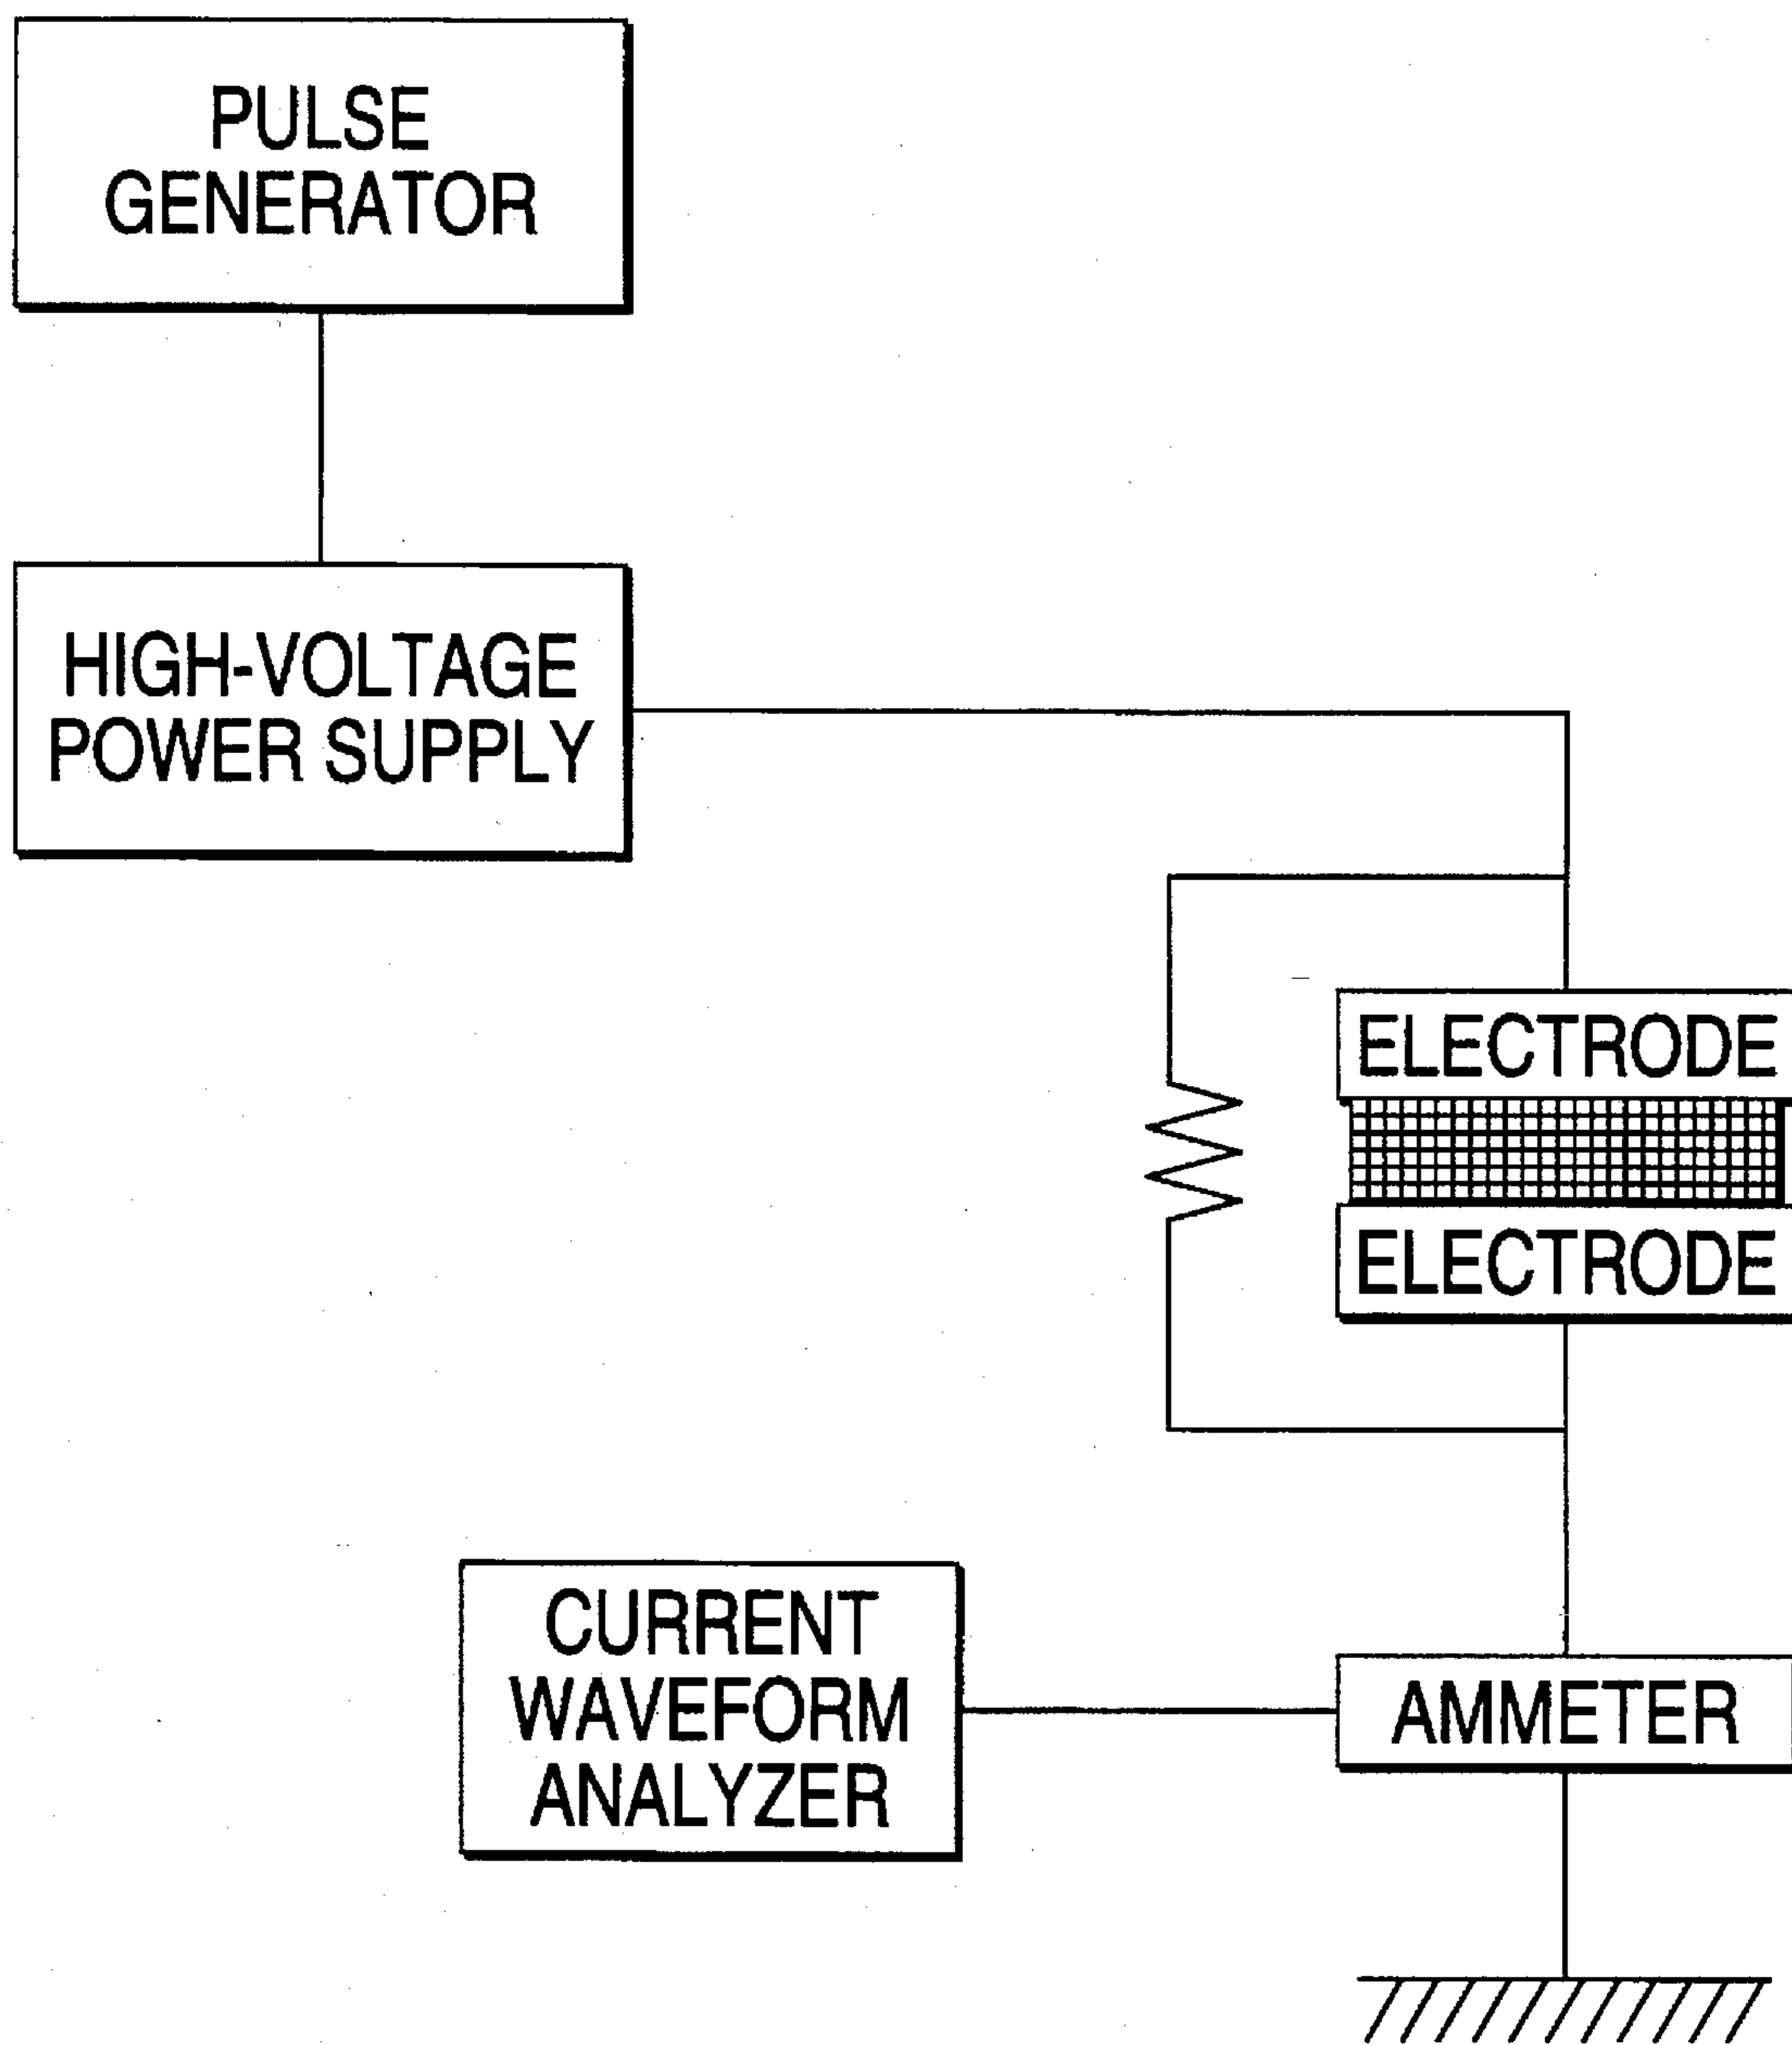 PULSE
GENERATOR
HIGH-VOLTAGE
POWER SUPPLY
ELECTRODE
ELECTRODE
CURRENT
WAVEFORM
ANALYZER
AMMETER